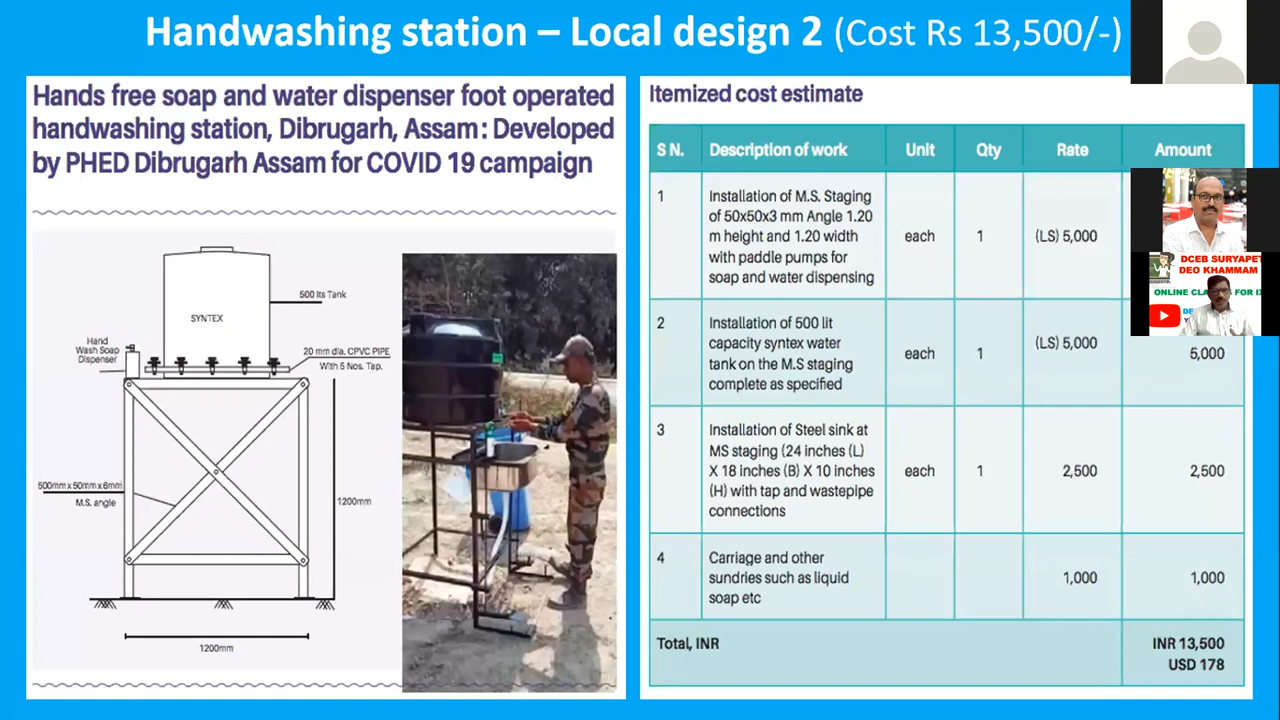 Handwashing station – Local design 2 (Cost Rs 13,500/-)
Hands free soap and water dispenser foot operated
handwashing station, Dibrugarh, Assam: Developed
by PHED Dibrugarh Assam for COVID 19 campaign
500 lts Tank
SYNTEX
Hand
Wash Soap
Dispenser
20 mm dia. CPVC PIPE
With 5 Nos. Tap.
500mm x 50mm x 6mm
M.S. angle
1200mm
1200mm
Itemized cost estimate
S N. Description of work Unit Qty Rate Amount
1 Installation of M.S. Staging
of 50x50x3 mm Angle 1.20
m height and 1.20 width
with paddle pumps for
soap and water dispensing
each 1 (LS) 5,000
2 Installation of 500 lit
capacity syntex water
tank on the M.S staging
complete as specified
each 1 (LS) 5,000 5,000
3 Installation of Steel sink at
MS staging (24 inches (L)
X 18 inches (B) X 10 inches
(H) with tap and wastepipe
connections
each 1 2,500 2,500
4 Carriage and other
sundries such as liquid
soap etc
1,000 1,000
Total, INR INR 13,500
USD 178
DCEB SURYAPET
DEO KHAMMAM
ONLINE CLA FOR IX